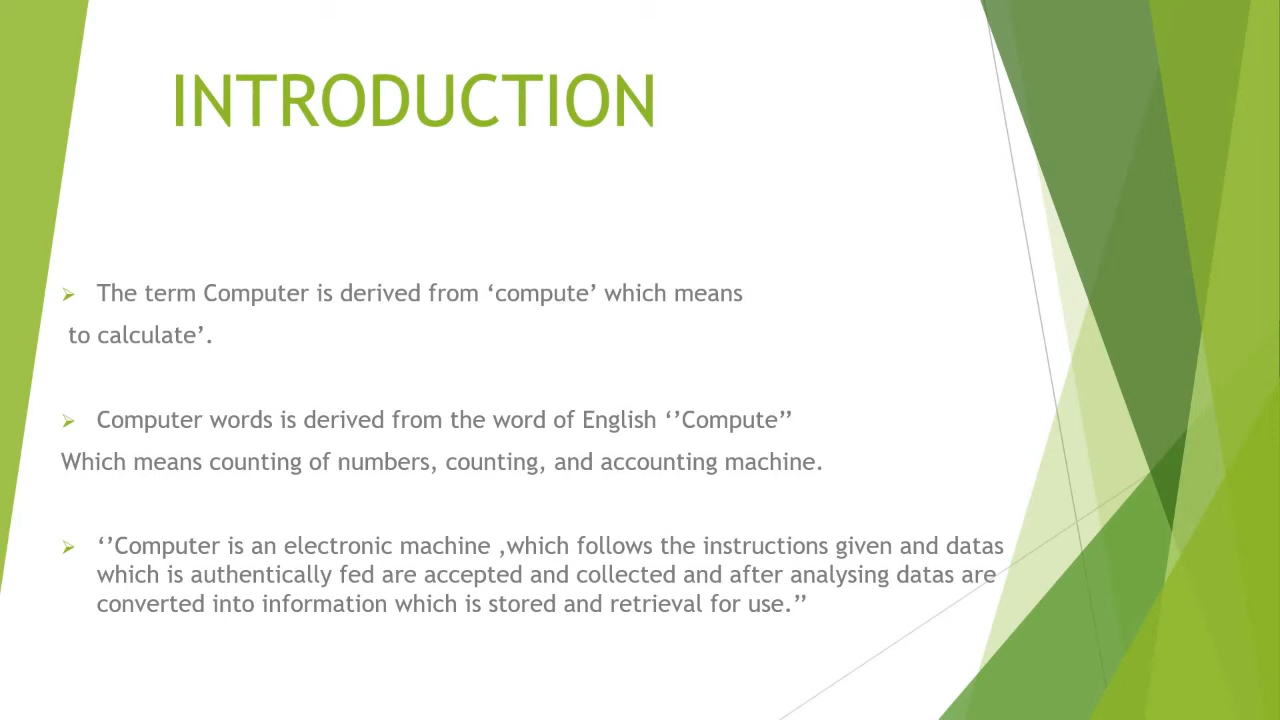 INTRODUCTION
The term Computer is derived from ‘compute’ which means
to calculate’.
Computer words is derived from the word of English ‘’Compute’’
Which means counting of numbers, counting, and accounting machine.
‘’Computer is an electronic machine ,which follows the instructions given and datas
which is authentically fed are accepted and collected and after analysing datas are
converted into information which is stored and retrieval for use.’’